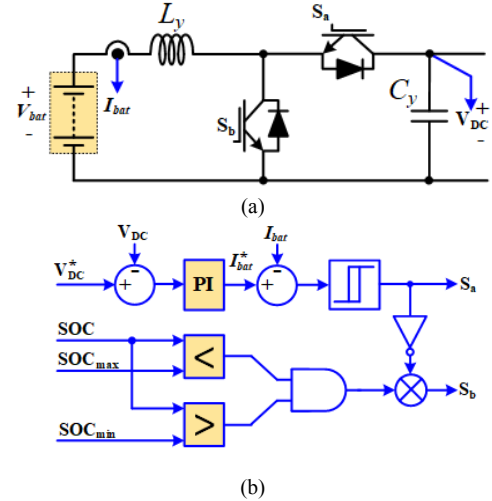 L_y
S_a
+
V_bat
-
I_bat
S_b
C_y
V_DC
+
-
(a)
V_DC
I_bat
V*_DC
-
+
PI
I*_bat
-
+
S_a
SOC
SOC_max
<
SOC_min
>
S_b
(b)